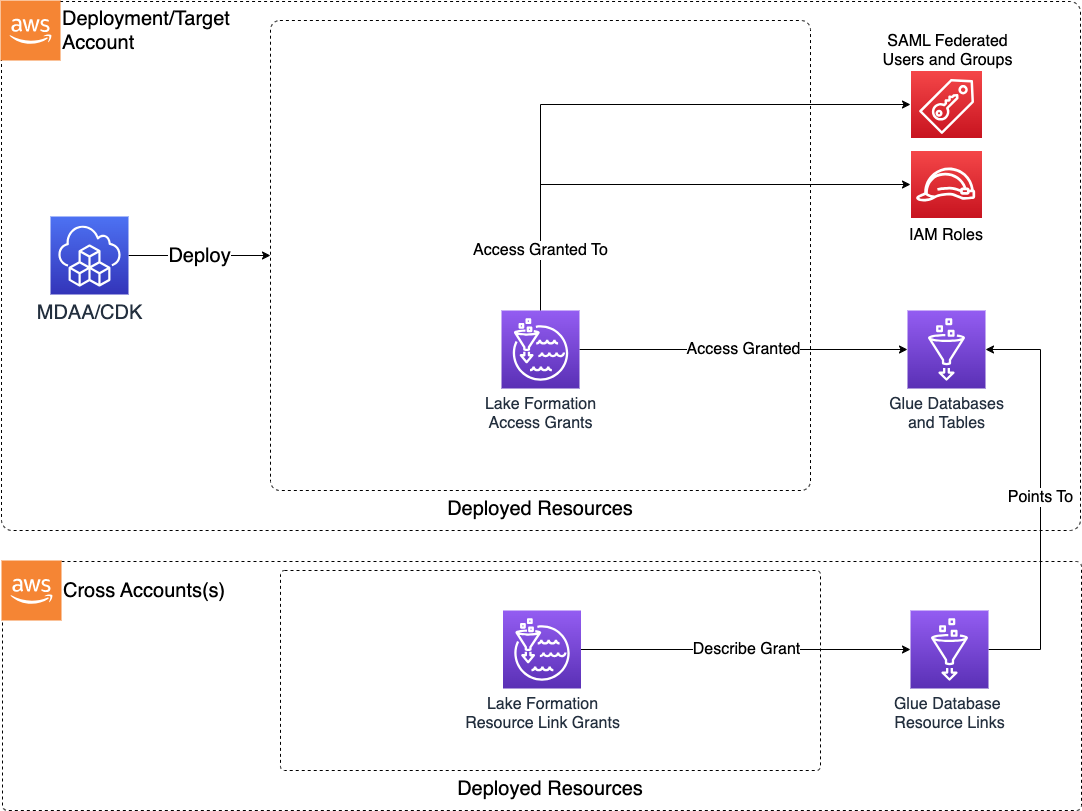 aws
Deployment/Target
Account
SAML Federated
Users and Groups
IAM Roles
Access Granted To
Deploy
MDAA/CDK
Access Granted
Lake Formation
Access Grants
Glue Databases
and Tables
Points To
Deployed Resources
aws
Cross Accounts(s)
Describe Grant
Lake Formation
Resource Link Grants
Glue Database
Resource Links
Deployed Resources